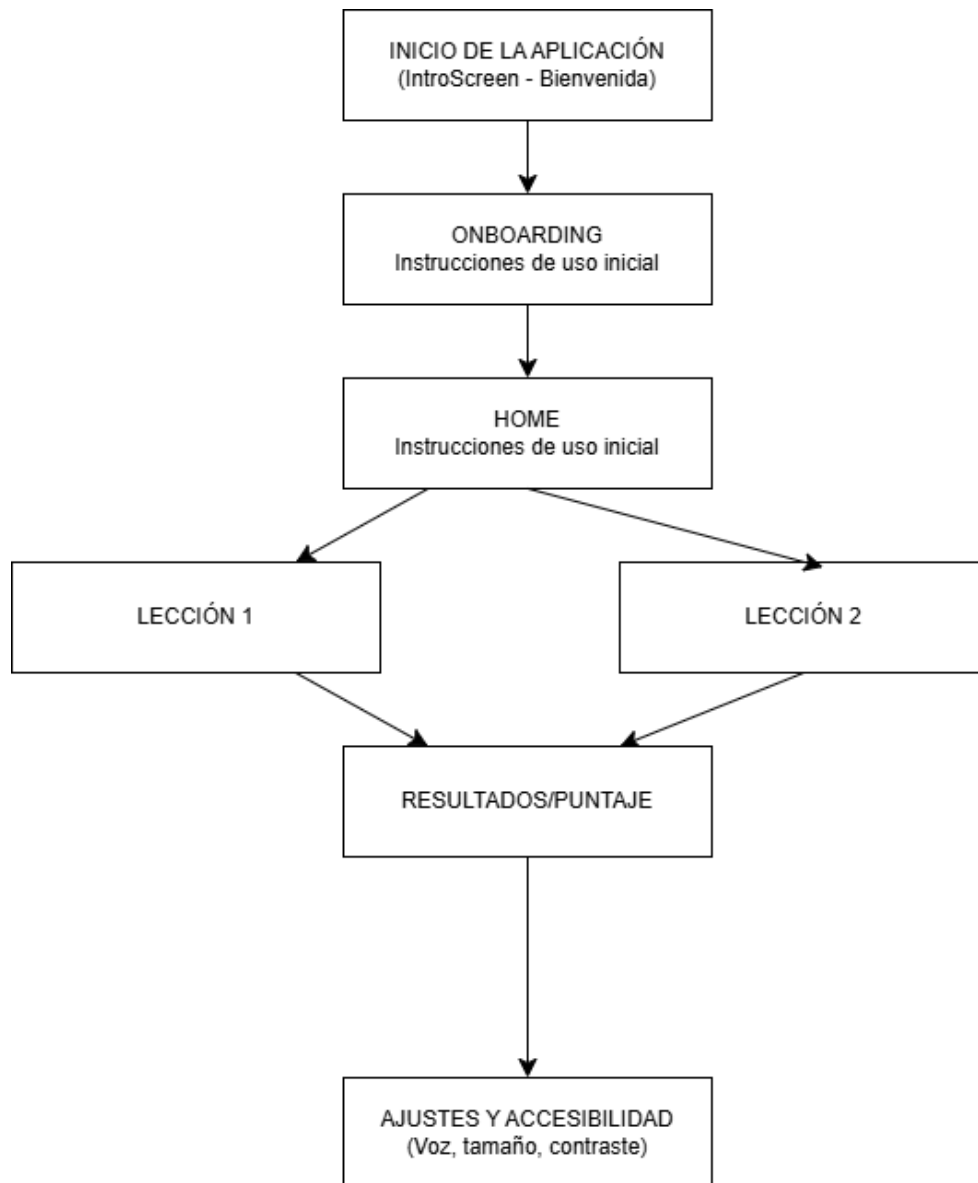 INICIO DE LA APLICACIÓN
(IntroScreen - Bienvenida)
ONBOARDING
Instrucciones de uso inicial
HOME
Instrucciones de uso inicial
LECCIÓN 1
LECCIÓN 2
RESULTADOS/PUNTAJE
AJUSTES Y ACCESIBILIDAD
(Voz, tamaño, contraste)